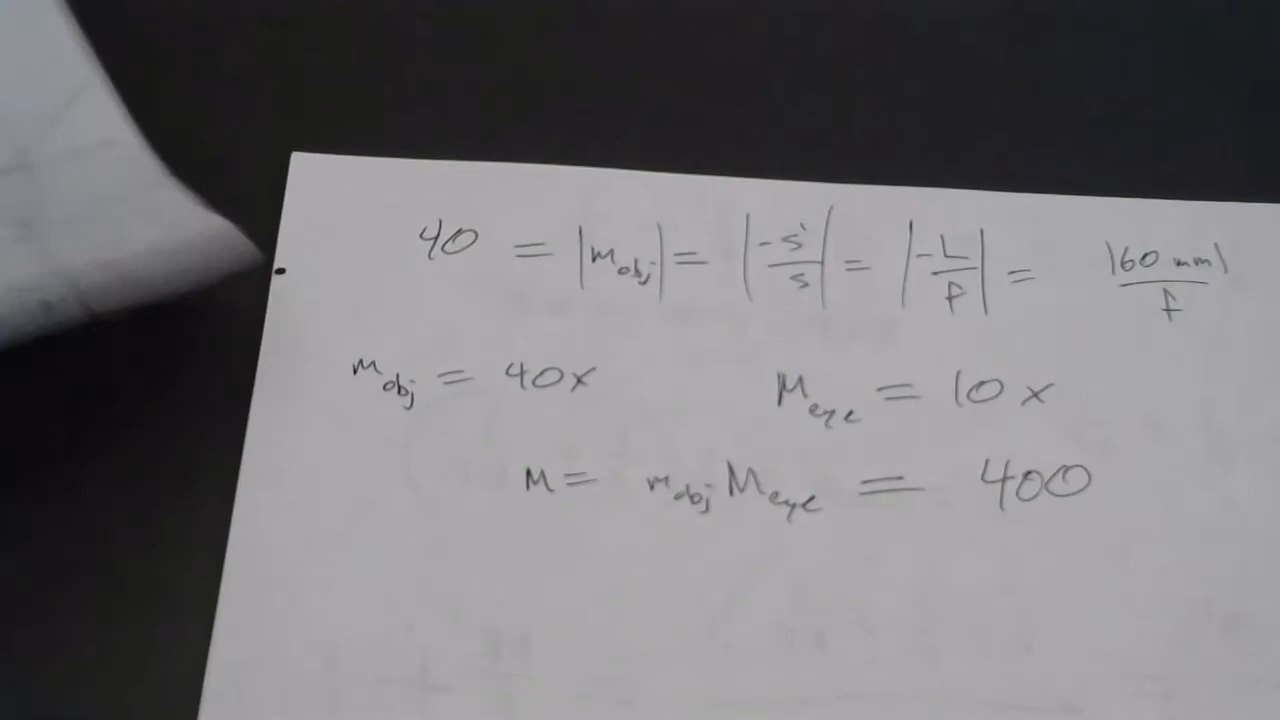 40 = |m_obj| = |-s'/s| = |-L/f| = 160 mm/f
m_obj = 40x M_eye = 10x
M = m_obj M_eye = 400